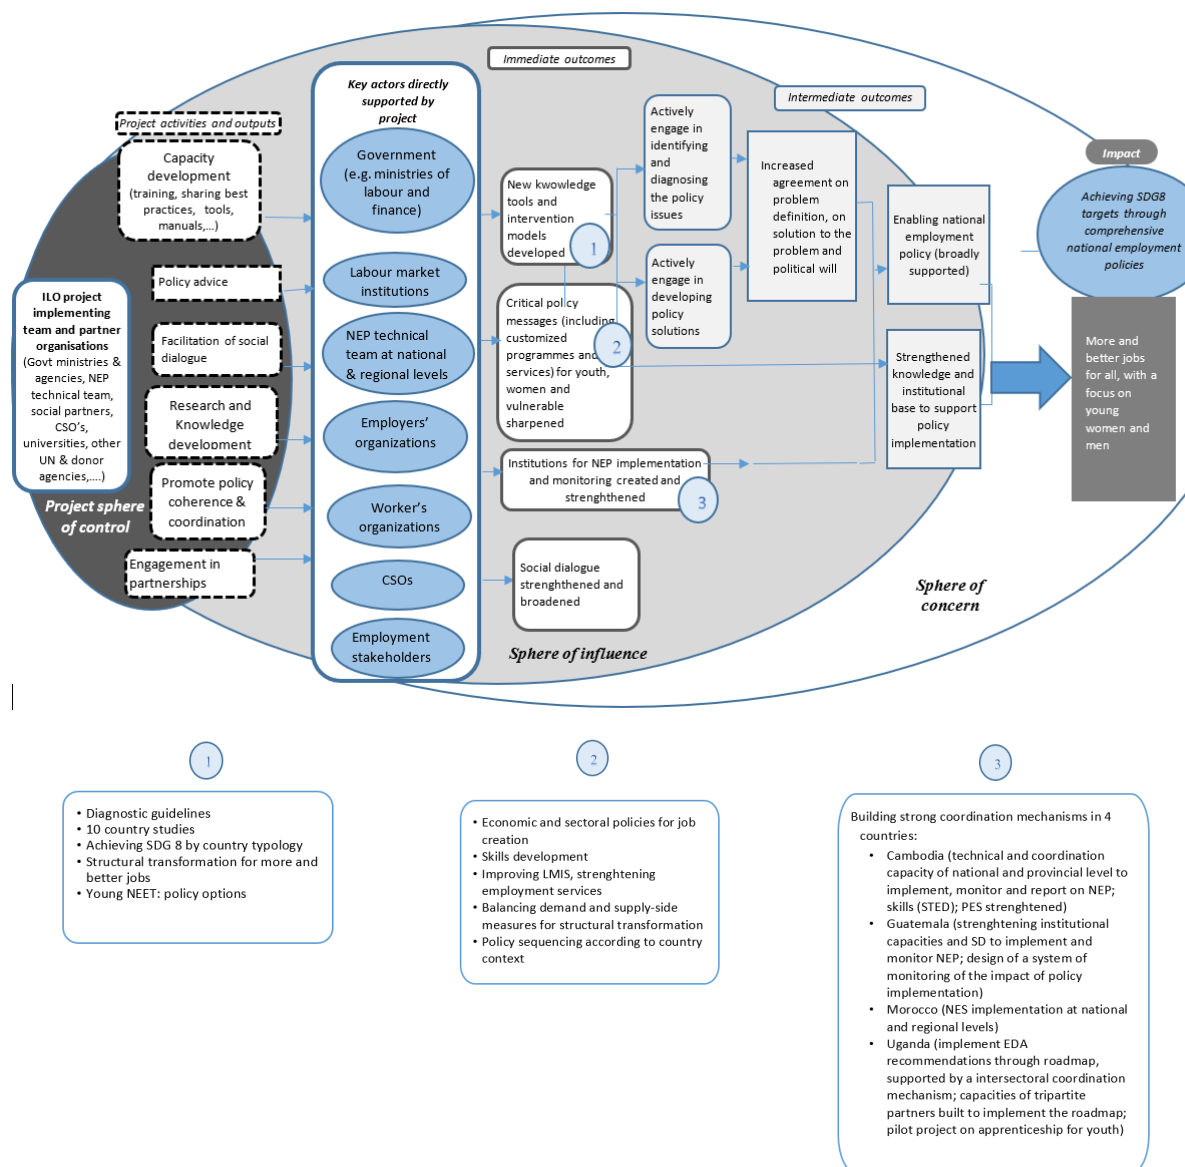 Immediate outcomes
Intermediate outcomes
Impact
Project activities and outputs
Key actors directly
supported by
project
Capacity
development
(training, sharing best
practices, tools,
manuals,...)
Policy advice
Facilitation of social
dialogue
Research and
Knowledge
development
Promote policy
coherence &
coordination
Engagement in
partnerships
ILO project
implementing
team and partner
organisations
(Govt ministries &
agencies, NEP
technical team,
social partners,
CSO's,
universities, other
UN & donor
agencies,....)
Project sphere
of control
Government
(e.g. ministries of
labour and
finance)
Labour market
institutions
NEP technical
team at national
& regional levels
Employers'
organizations
Worker's
organizations
CSOs
Employment
stakeholders
New kwowledge
tools and
intervention
models
developed
1
Critical policy
messages (including
customized
programmes and
services) for youth,
women and
vulnerable
sharpened
2
Institutions for NEP implementation
and monitoring created and
strenghthened
3
Social dialogue
strenghthened and
broadened
Sphere of influence
Actively
engage in
identifying
and
diagnosing
the policy
issues
Actively
engage in
developing
policy
solutions
Increased
agreement on
problem
definition, on
solution to the
problem and
political will
Enabling national
employment
policy (broadly
supported)
Strengthened
knowledge and
institutional
base to support
policy
implementation
Sphere of
concern
Achieving SDG8
targets through
comprehensive
national employment
policies
More and
better jobs
for all, with a
focus on
young
women and
men
1
• Diagnostic guidelines
• 10 country studies
• Achieving SDG 8 by country typology
• Structural transformation for more and
better jobs
• Young NEET: policy options
2
• Economic and sectoral policies for job
creation
• Skills development
• Improving LMIS, strenghtening
employment services
• Balancing demand and supply-side
measures for structural transformation
• Policy sequencing according to country
context
3
Building strong coordination mechanisms in 4
countries:
• Cambodia (technical and coordination
capacity of national and provincial level to
implement, monitor and report on NEP;
skills (STED); PES strenghtened)
• Guatemala (strenghtening institutional
capacities and SD to implement and
monitor NEP; design of a system of
monitoring of the impact of policy
implementation)
• Morocco (NES implementation at national
and regional levels)
• Uganda (implement EDA
recommendations through roadmap,
supported by a intersectoral coordination
mechanism; capacities of tripartite
partners built to implement the roadmap;
pilot project on apprenticeship for youth)